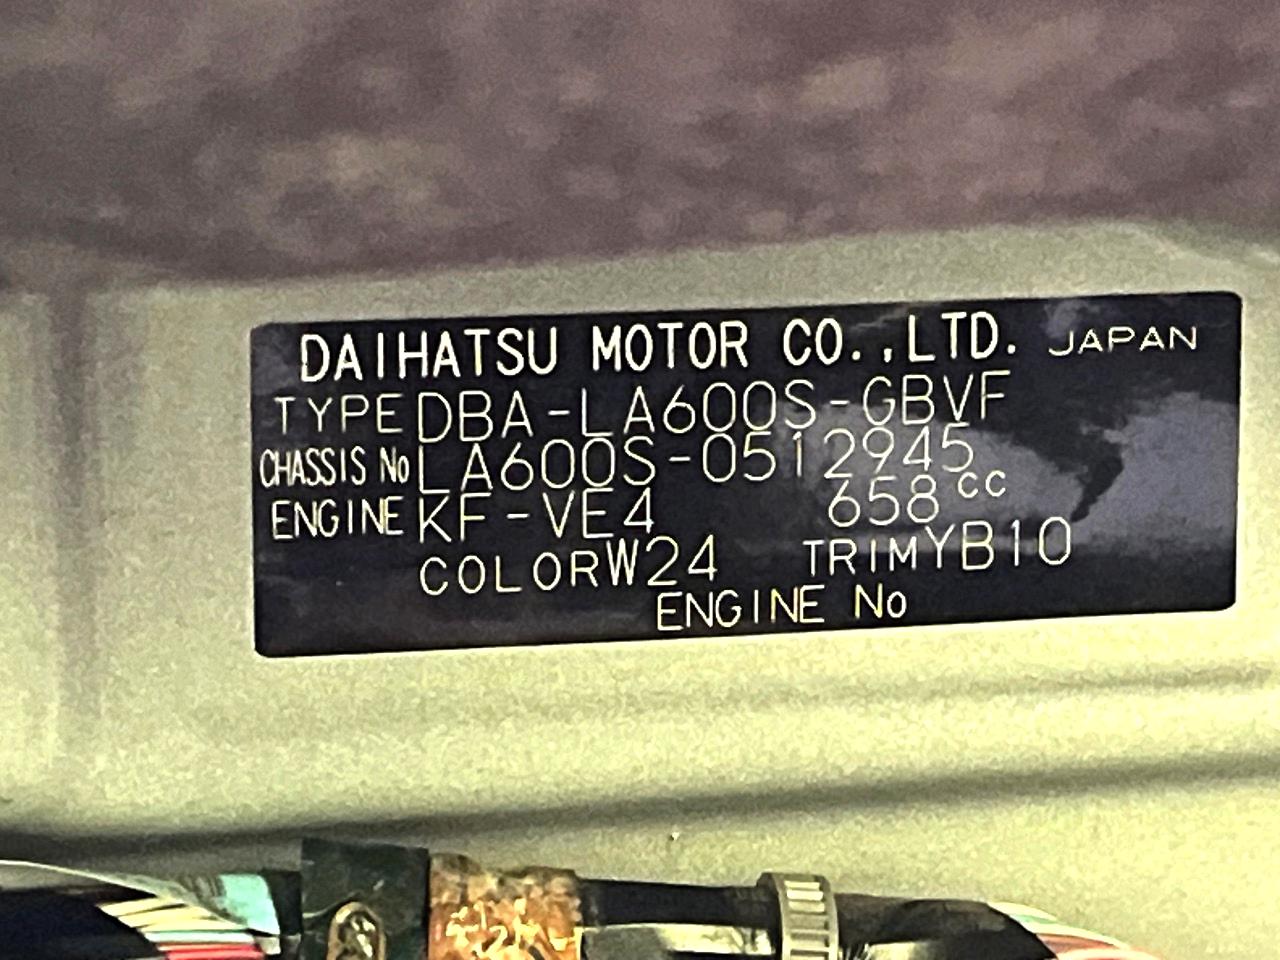 DAIHATSU MOTOR CO.,LTD. JAPAN
TYPE DBA-LA600S-GBVF
CHASSIS No LA600S-0512945
ENGINE KF-VE4 658cc
COLOR W24 TRIM YB10
ENGINE No